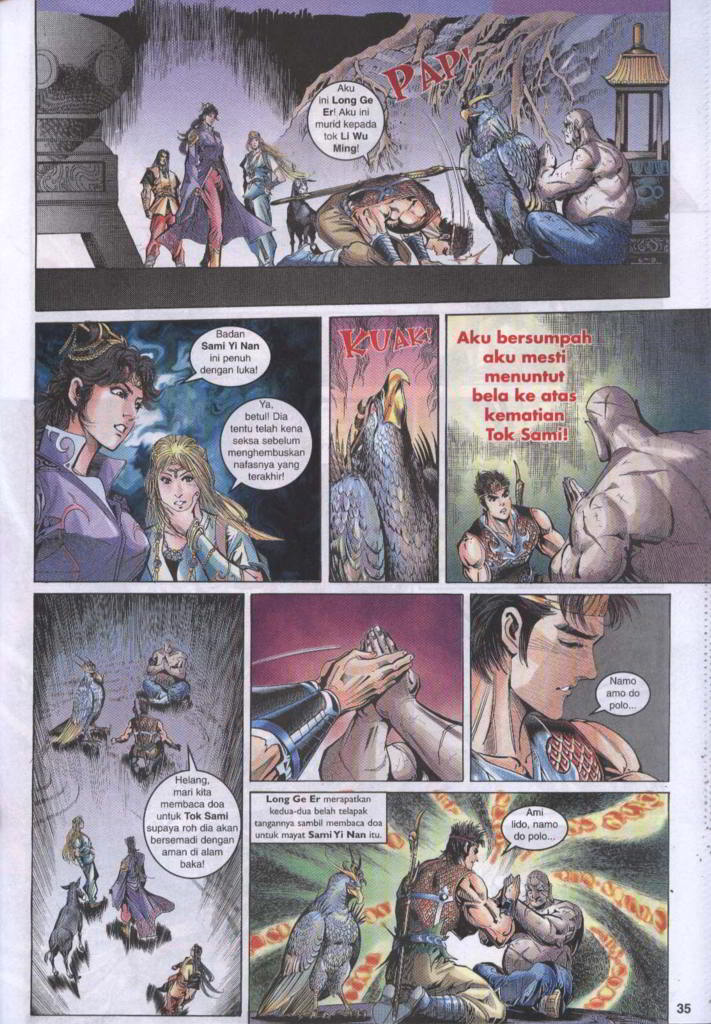 Aku
ini Long Ge
Er! Aku ini
murid kepada
tok Li Wu
Ming!
PAP!
Badan
Sami Yi Nan
ini penuh
dengan luka!
Ya,
betul! Dia
tentu telah kena
seksa sebelum
menghembuskan
nafasnya yang
terakhir!
KUAK!
Aku bersumpah
aku mesti
menuntut
bela ke atas
kematian
Tok Sami!
Helang,
mari kita
membaca doa
untuk Tok Sami
supaya roh dia akan
bersemadi dengan
aman di alam
baka!
Namo
amo do
polo...
Long Ge Er merapatkan
kedua-dua belah telapak
tangannya sambil membaca doa
untuk mayat Sami Yi Nan itu.
Ami
lido, namo
do polo...
35